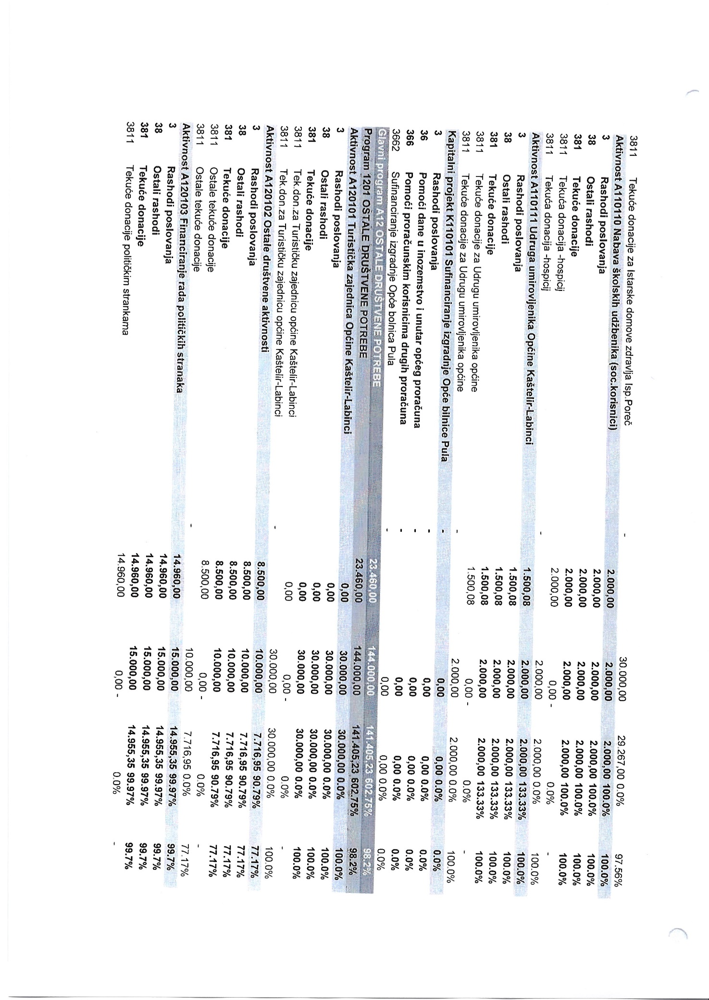 3811 Tekuće donacije za Istarske domove zdravlja Isp.Poreč - 30.000,00 29.267,00 0.0% 97.56%
Aktivnost A110110 Nabava školskih udžbenika (soc.korisnici) 2.000,00 2.000,00 2.000,00 100.0% 100.0%
3 Rashodi poslovanja 2.000,00 2.000,00 2.000,00 100.0% 100.0%
38 Ostali rashodi 2.000,00 2.000,00 2.000,00 100.0% 100.0%
381 Tekuće donacije 2.000,00 2.000,00 2.000,00 100.0% 100.0%
3811 Tekuća donacija -hospicij 2.000,00 0,00 - 0.0% -
3811 Tekuća donacija -hospicij - 2.000,00 2.000,00 0.0% 100.0%
Aktivnost A110111 Udruga umirovljenika Općine Kaštelir-Labinci 1.500,08 2.000,00 2.000,00 133.33% 100.0%
3 Rashodi poslovanja 1.500,08 2.000,00 2.000,00 133.33% 100.0%
38 Ostali rashodi 1.500,08 2.000,00 2.000,00 133.33% 100.0%
381 Tekuće donacije 1.500,08 2.000,00 2.000,00 133.33% 100.0%
3811 Tekuće donacije za Udrugu umirovljenika općine 1.500,08 0,00 - 0.0% -
3811 Tekuće donacije za Udrugu umirovljenika općine - 2.000,00 2.000,00 0.0% 100.0%
Kapitalni projekt K110101 Sufinanciranje izgradnje Opće bilnice Pula - 0,00 0,00 0.0% 0.0%
3 Rashodi poslovanja - 0,00 0,00 0.0% 0.0%
36 Pomoći dane u inozemstvo i unutar općeg proračuna - 0,00 0,00 0.0% 0.0%
366 Pomoći proračunskim korisnicima drugih proračuna - 0,00 0,00 0.0% 0.0%
3662 Sufinanciranje izgradnje Opće bolnica Pula - 0,00 0,00 0.0% 0.0%
Glavni program A12 OSTALE DRUŠTVENE POTREBE 23.460,00 144.000,00 141.405,23 602.75% 98.2%
Program 1201 OSTALE DRUŠTVENE POTREBE 23.460,00 144.000,00 141.405,23 602.75% 98.2%
Aktivnost A120101 Turistička zajednica Općine Kaštelir-Labinci 0,00 30.000,00 30.000,00 0.0% 100.0%
3 Rashodi poslovanja 0,00 30.000,00 30.000,00 0.0% 100.0%
38 Ostali rashodi 0,00 30.000,00 30.000,00 0.0% 100.0%
381 Tekuće donacije 0,00 30.000,00 30.000,00 0.0% 100.0%
3811 Tek.don.za Turističku zajednicu općine Kaštelir-Labinci 0,00 0,00 - 0.0% -
3811 Tek.don.za Turističku zajednicu općine Kaštelir-Labinci - 30.000,00 30.000,00 0.0% 100.0%
Aktivnost A120102 Ostale društvene aktivnosti 8.500,00 10.000,00 7.716,95 90.79% 77.17%
3 Rashodi poslovanja 8.500,00 10.000,00 7.716,95 90.79% 77.17%
38 Ostali rashodi 8.500,00 10.000,00 7.716,95 90.79% 77.17%
381 Tekuće donacije 8.500,00 10.000,00 7.716,95 90.79% 77.17%
3811 Ostale tekuće donacije 8.500,00 0,00 - 0.0% -
3811 Ostale tekuće donacije - 10.000,00 7.716,95 0.0% 77.17%
Aktivnost A120103 Financiranje rada političkih stranaka 14.960,00 15.000,00 14.955,35 99.97% 99.7%
3 Rashodi poslovanja 14.960,00 15.000,00 14.955,35 99.97% 99.7%
38 Ostali rashodi 14.960,00 15.000,00 14.955,35 99.97% 99.7%
381 Tekuće donacije 14.960,00 15.000,00 14.955,35 99.97% 99.7%
3811 Tekuće donacije političkim strankama 14.960,00 0,00 - 0.0% -